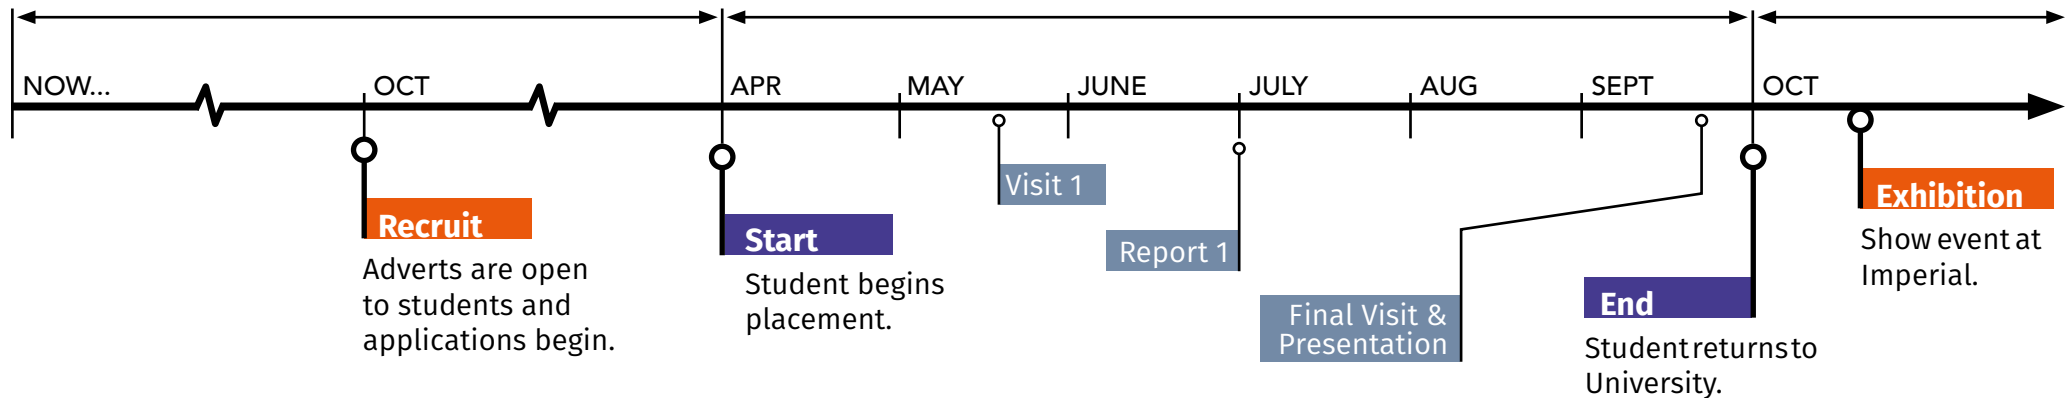 NOW...
OCT
APR
MAY
JUNE
JULY
AUG
SEPT
OCT
Recruit
Adverts are open
to students and
applications begin.
Start
Student begins
placement.
Visit 1
Report 1
Final Visit &
Presentation
End
Student returns to
University.
Exhibition
Show event at
Imperial.